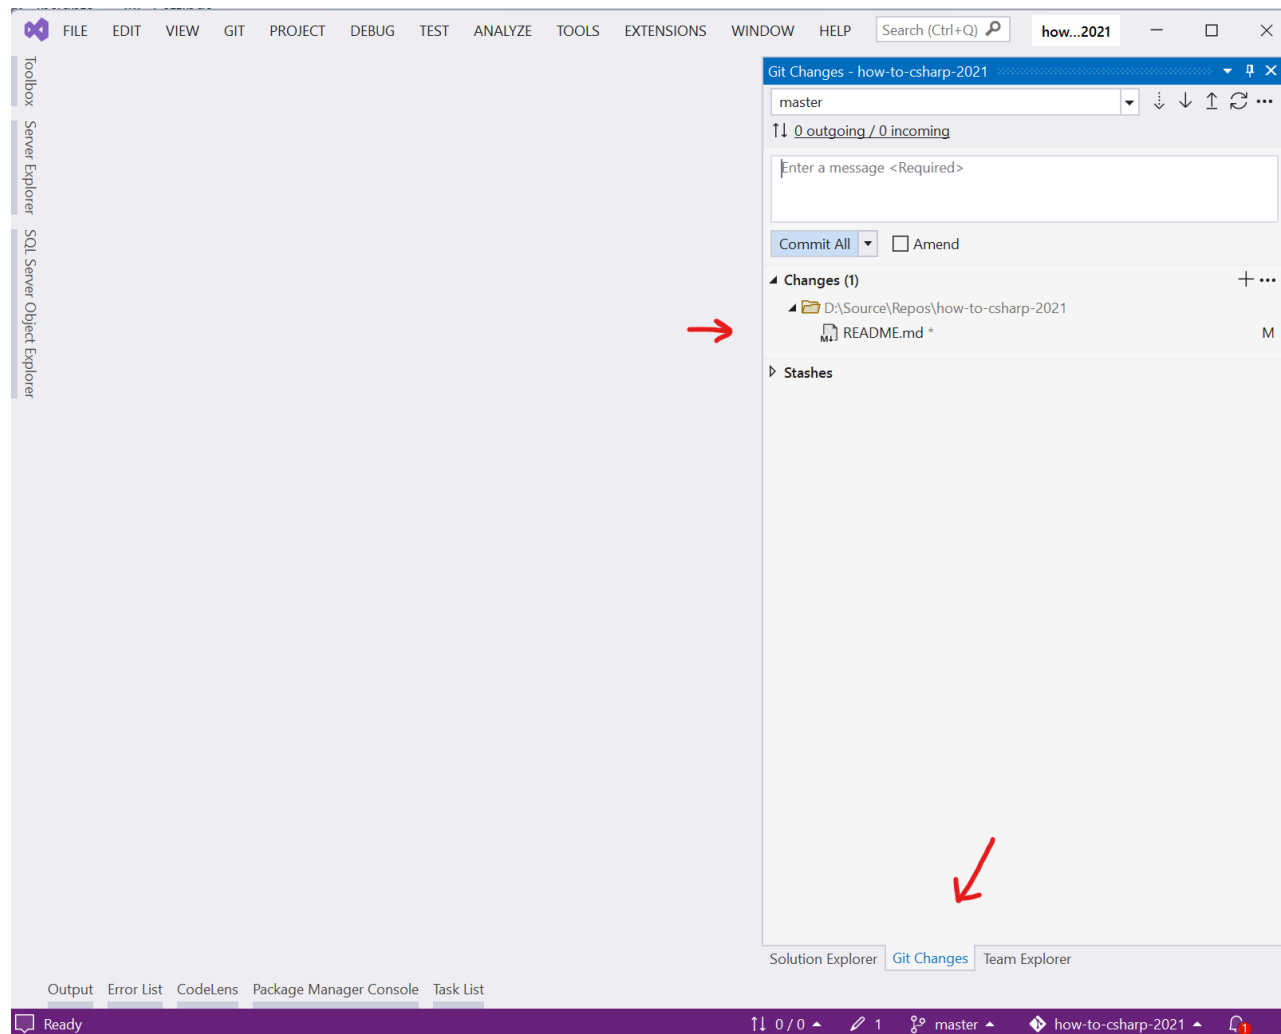 FILE EDIT VIEW GIT PROJECT DEBUG TEST ANALYZE TOOLS EXTENSIONS WINDOW HELP Search (Ctrl+Q) how...2021
Toolbox
Server Explorer
SQL Server Object Explorer
Git Changes - how-to-csharp-2021
master
0 outgoing / 0 incoming
Enter a message <Required>
Commit All Amend
Changes (1)
D:\Source\Repos\how-to-csharp-2021
README.md * M
Stashes
Solution Explorer Git Changes Team Explorer
Output Error List CodeLens Package Manager Console Task List
Ready 0 / 0 1 master how-to-csharp-2021 1